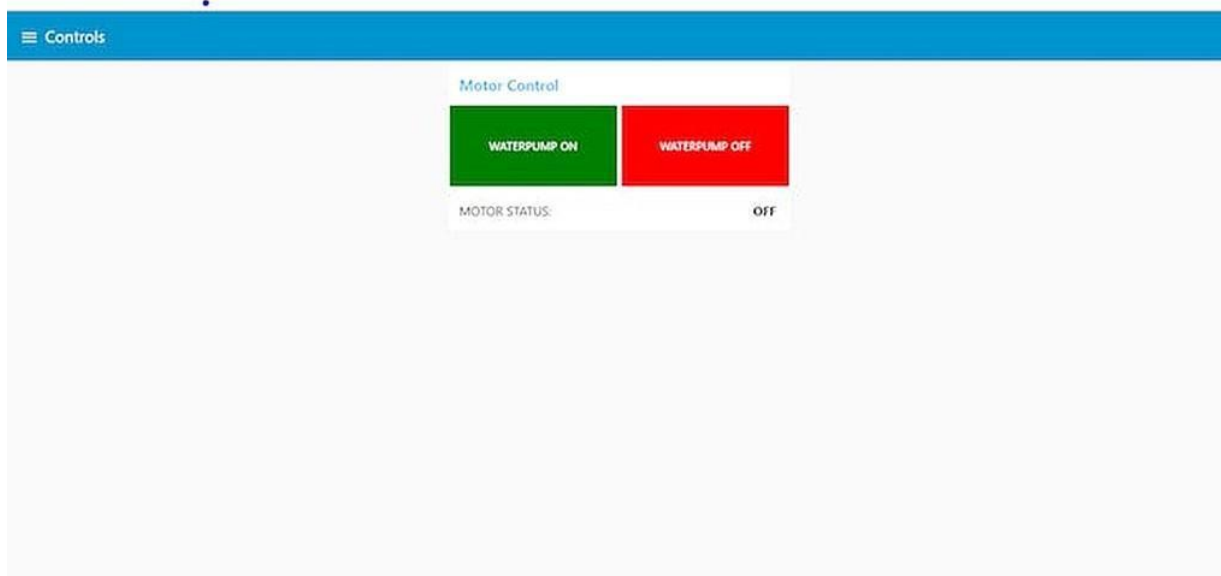 Controls
Motor Control
WATERPUMP ON WATERPUMP OFF
MOTOR STATUS: OFF